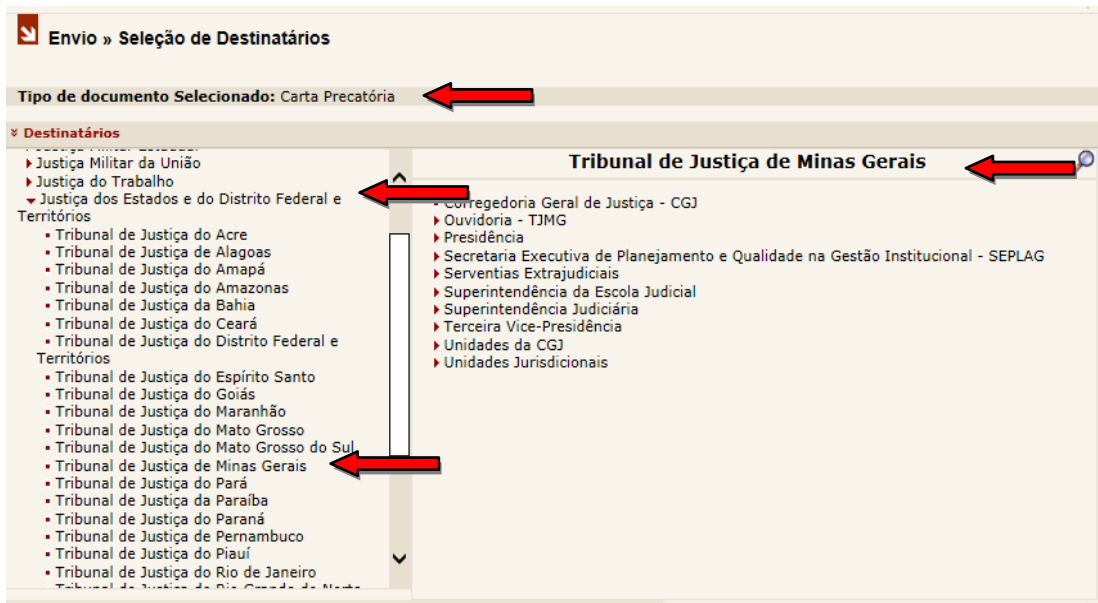 Envio » Seleção de Destinatários
Tipo de documento Selecionado: Carta Precatória
Destinatários
Justiça Militar da União
Justiça do Trabalho
Justiça dos Estados e do Distrito Federal e
Territórios
Tribunal de Justiça do Acre
Tribunal de Justiça de Alagoas
Tribunal de Justiça do Amapá
Tribunal de Justiça do Amazonas
Tribunal de Justiça da Bahia
Tribunal de Justiça do Ceará
Tribunal de Justiça do Distrito Federal e
Territórios
Tribunal de Justiça do Espírito Santo
Tribunal de Justiça do Goiás
Tribunal de Justiça do Maranhão
Tribunal de Justiça do Mato Grosso
Tribunal de Justiça do Mato Grosso do Sul
Tribunal de Justiça de Minas Gerais
Tribunal de Justiça do Pará
Tribunal de Justiça da Paraíba
Tribunal de Justiça do Paraná
Tribunal de Justiça de Pernambuco
Tribunal de Justiça do Piauí
Tribunal de Justiça do Rio de Janeiro
Tribunal de Justiça de Minas Gerais
Corregedoria Geral de Justiça - CGJ
Ouvidoria - TJMG
Presidência
Secretaria Executiva de Planejamento e Qualidade na Gestão Institucional - SEPLAG
Serventias Extrajudiciais
Superintendência da Escola Judicial
Superintendência Judiciária
Terceira Vice-Presidência
Unidades da CGJ
Unidades Jurisdicionais